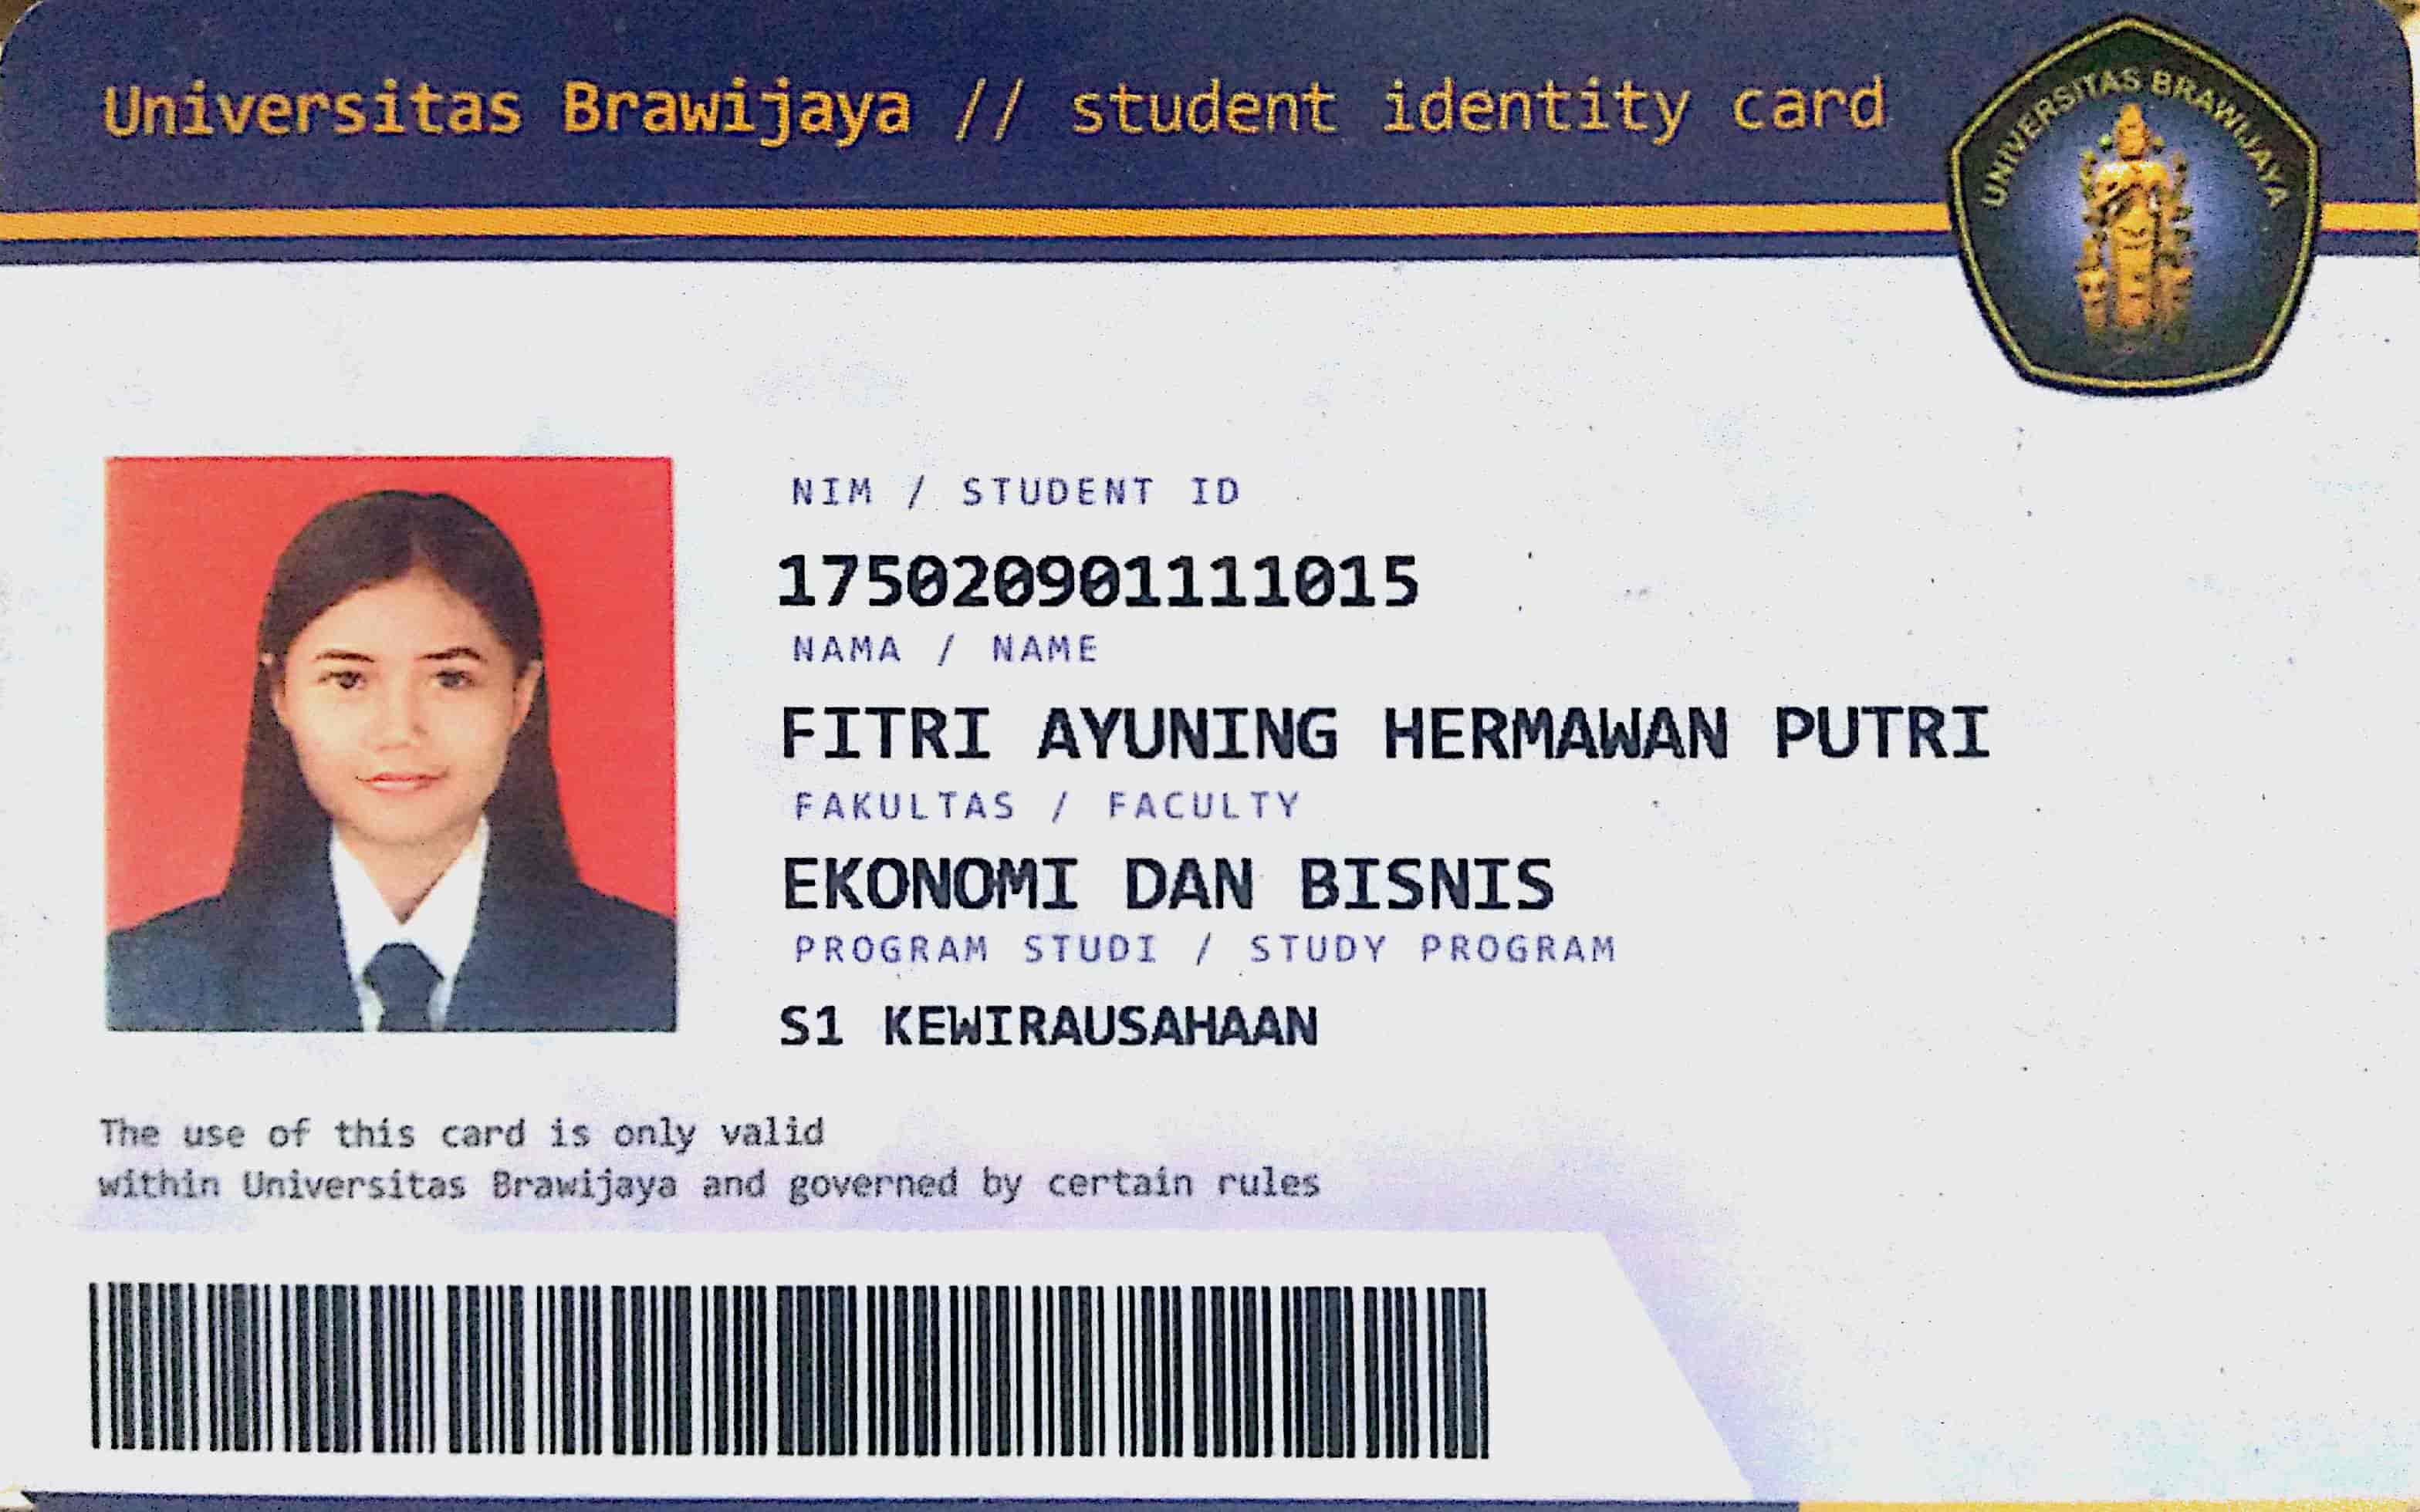 Universitas Brawijaya // student identity card
UNIVERSITAS BRAWIJAYA
NIM / STUDENT ID
175020901111015
NAMA / NAME
FITRI AYUNING HERMAWAN PUTRI
FAKULTAS / FACULTY
EKONOMI DAN BISNIS
PROGRAM STUDI / STUDY PROGRAM
S1 KEWIRAUSAHAAN
The use of this card is only valid
within Universitas Brawijaya and governed by certain rules